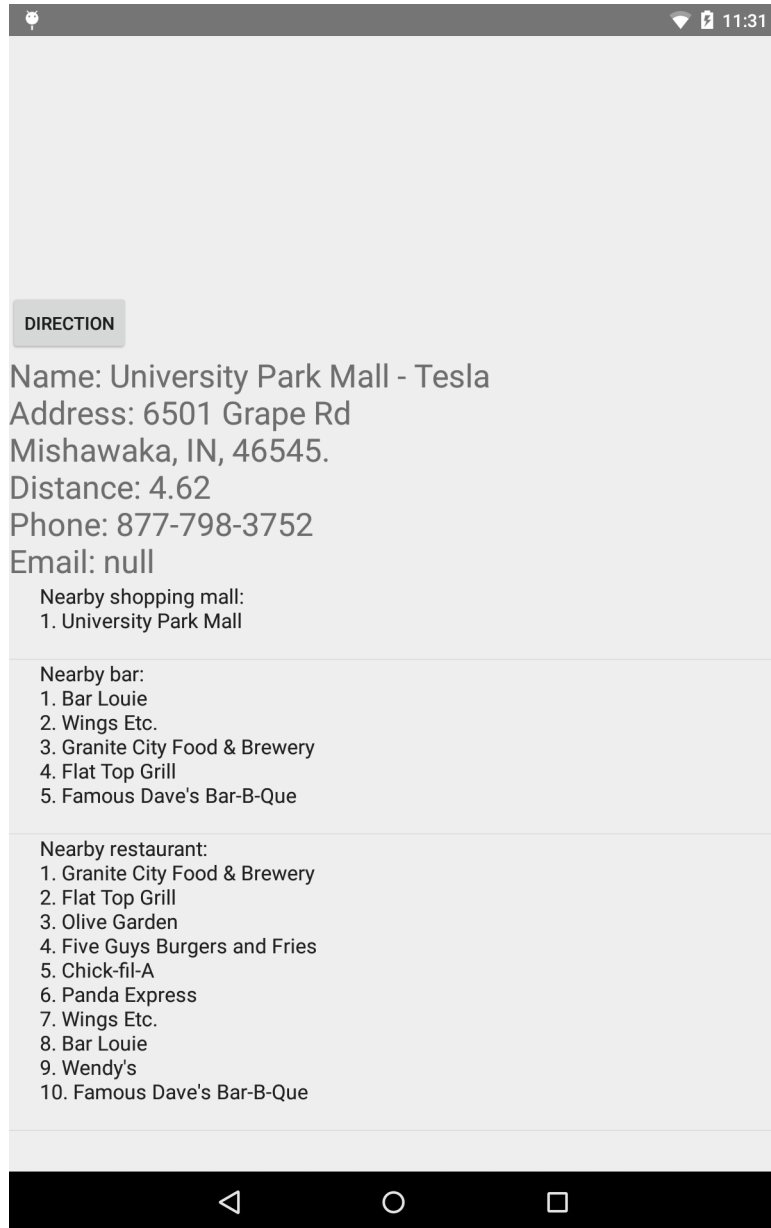 11:31
DIRECTION
Name: University Park Mall - Tesla
Address: 6501 Grape Rd
Mishawaka, IN, 46545.
Distance: 4.62
Phone: 877-798-3752
Email: null
Nearby shopping mall:
1. University Park Mall
Nearby bar:
1. Bar Louie
2. Wings Etc.
3. Granite City Food & Brewery
4. Flat Top Grill
5. Famous Dave's Bar-B-Que
Nearby restaurant:
1. Granite City Food & Brewery
2. Flat Top Grill
3. Olive Garden
4. Five Guys Burgers and Fries
5. Chick-fil-A
6. Panda Express
7. Wings Etc.
8. Bar Louie
9. Wendy's
10. Famous Dave's Bar-B-Que